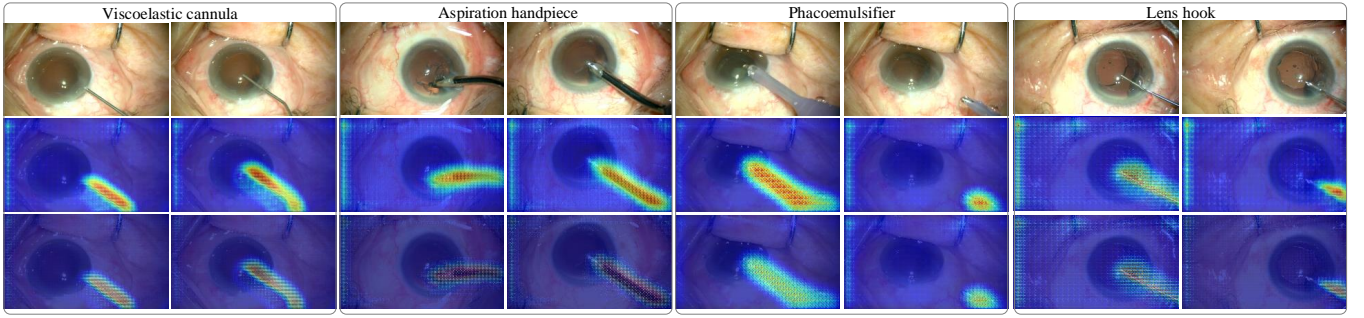 Viscoelastic cannula
Aspiration handpiece
Phacoemulsifier
Lens hook